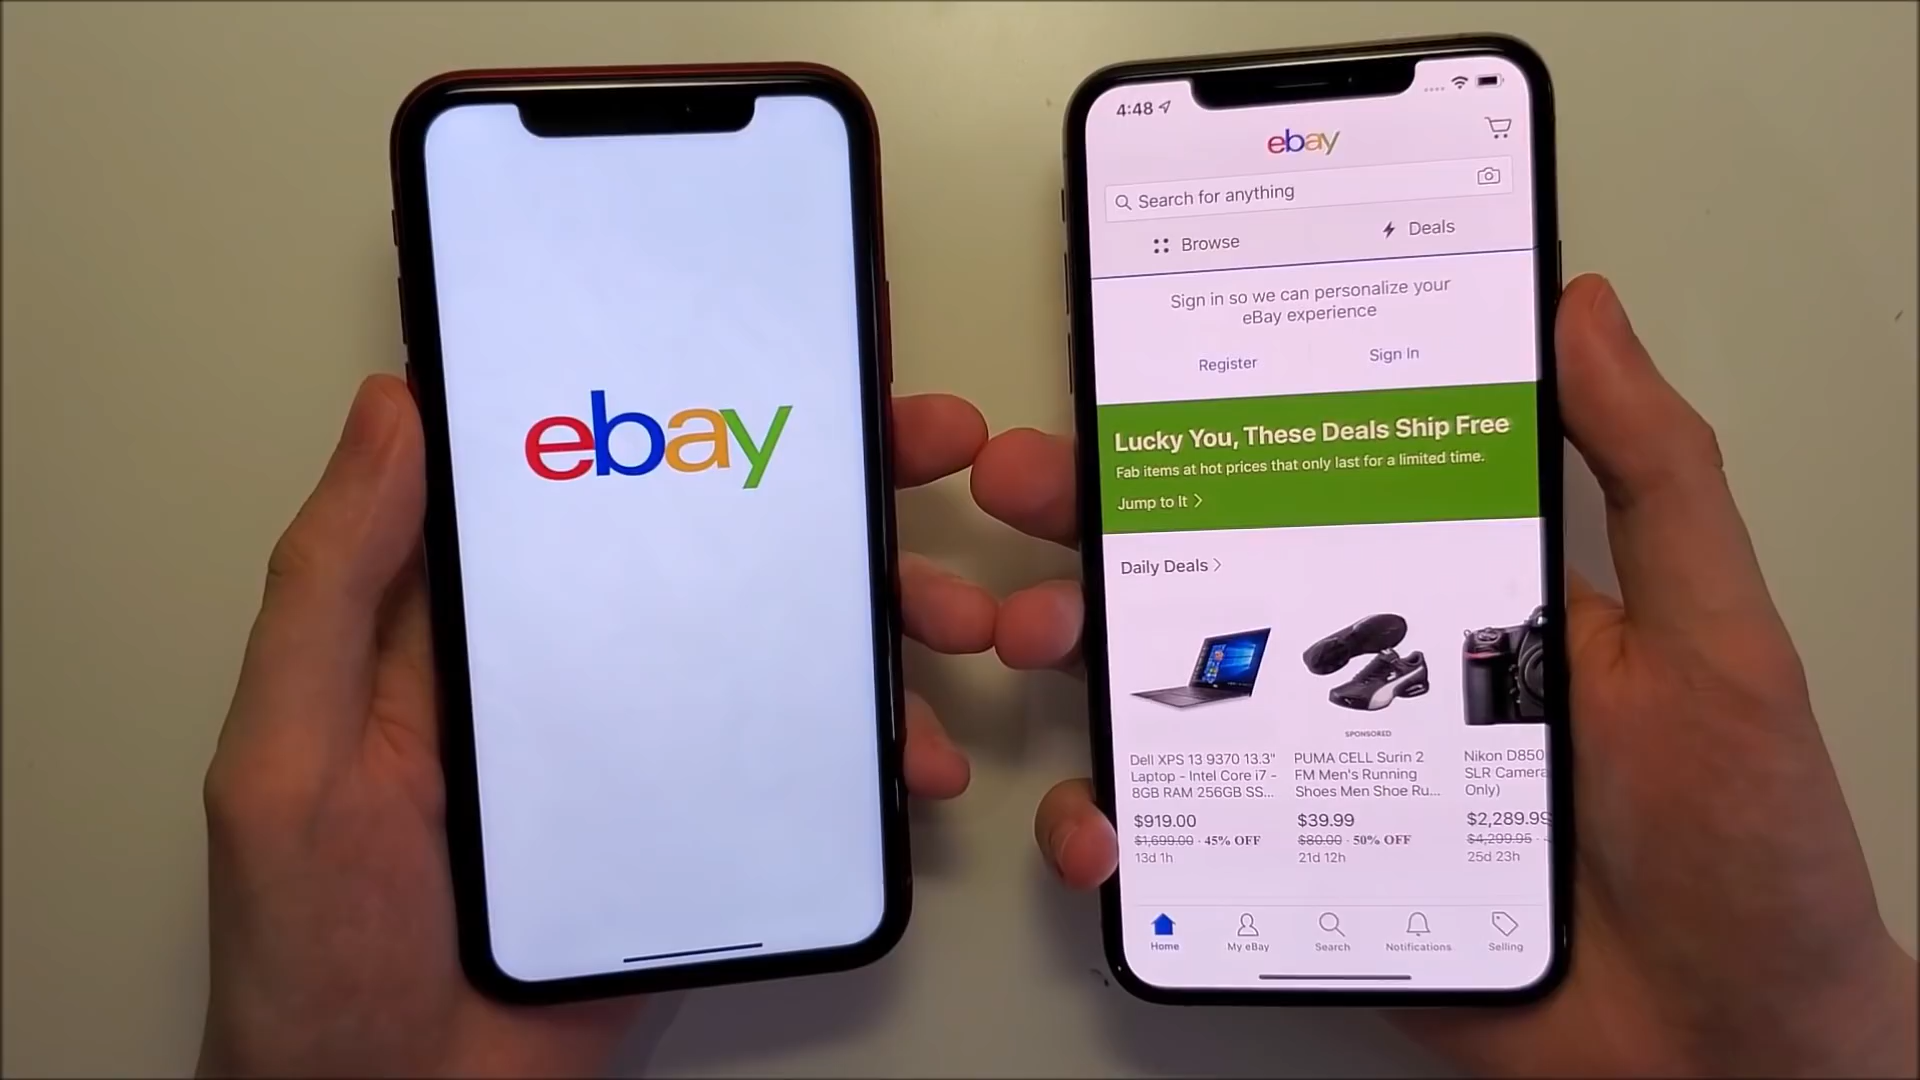 ebay
4:48
ebay
Search for anything
Browse
Deals
Sign in so we can personalize your
eBay experience
Register
Sign In
Lucky You, These Deals Ship Free
Fab items at hot prices that only last for a limited time.
Jump to It >
Daily Deals >
SPONSORED
Dell XPS 13 9370 13.3"
Laptop - Intel Core i7 -
8GB RAM 256GB SS...
$919.00
$1,699.00 · 45% OFF
13d 1h
PUMA CELL Surin 2
FM Men's Running
Shoes Men Shoe Ru...
$39.99
$80.00 · 50% OFF
21d 12h
Nikon D850
SLR Camera
Only)
$2,289.99
$4,299.95 ·
25d 23h
Home
My eBay
Search
Notifications
Selling